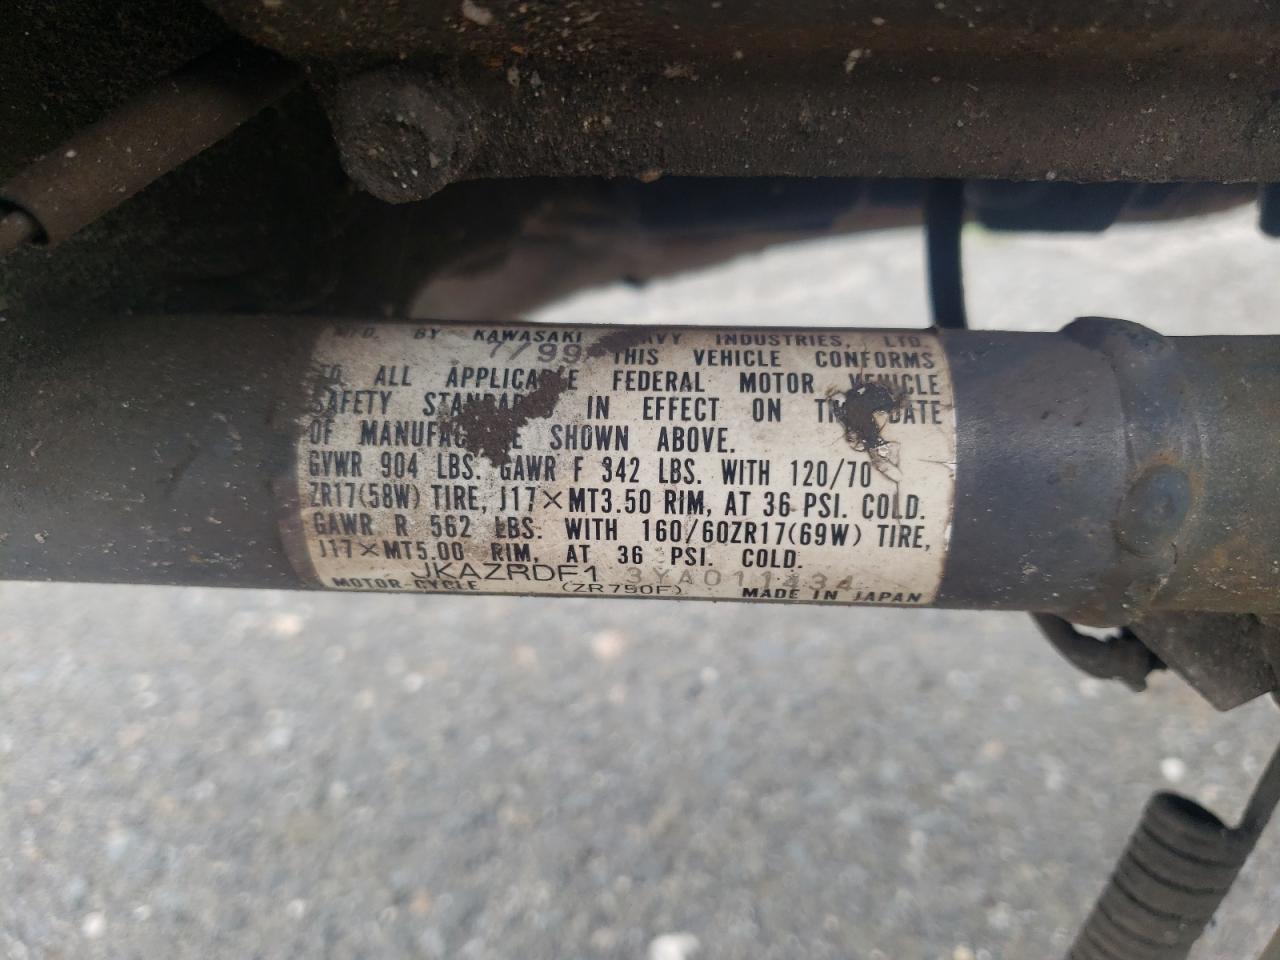 MFD. BY KAWASAKI INDUSTRIES, LTD.
7/99 THIS VEHICLE CONFORMS
TO ALL APPLICABLE FEDERAL MOTOR VEHICLE
SAFETY STANDARDS IN EFFECT ON THE DATE
OF MANUFACTURE SHOWN ABOVE.
GVWR 904 LBS. GAWR F 342 LBS. WITH 120/70
ZR17(58W) TIRE, J17×MT3.50 RIM, AT 36 PSI. COLD.
GAWR R 562 LBS. WITH 160/60ZR17(69W) TIRE,
J17×MT5.00 RIM, AT 36 PSI. COLD.
JKAZRDF1 3YA011434
MOTOR CYCLE (ZR750F) MADE IN JAPAN